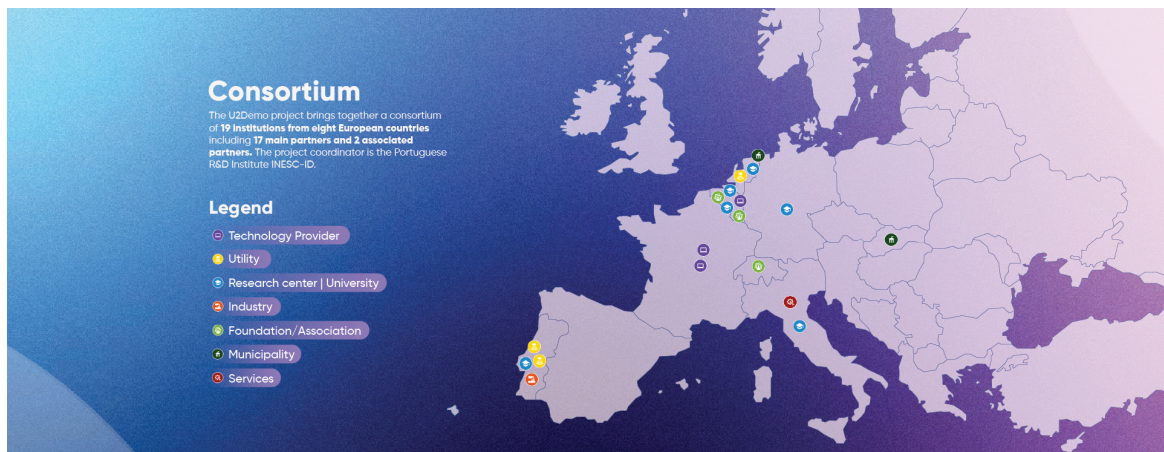 Consortium
The U2Demo project brings together a consortium
of 19 institutions from eight European countries
including 17 main partners and 2 associated
partners. The project coordinator is the Portuguese
R&D Institute INESC-ID.
Legend
Technology Provider
Utility
Research center | University
Industry
Foundation/Association
Municipality
Services